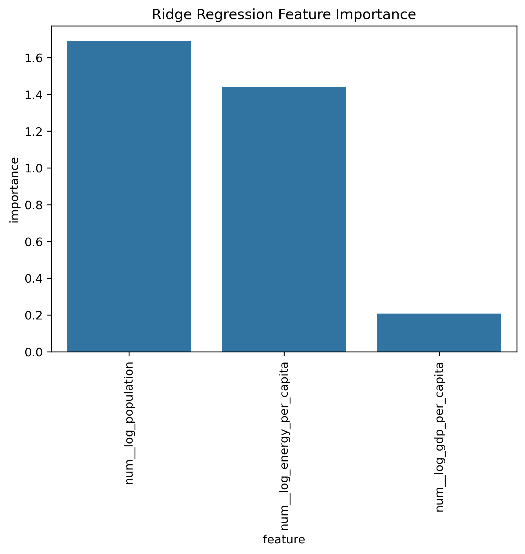 Ridge Regression Feature Importance
importance
1.6
1.4
1.2
1.0
0.8
0.6
0.4
0.2
0.0
num__log_population
num__log_energy_per_capita
num__log_gdp_per_capita
feature